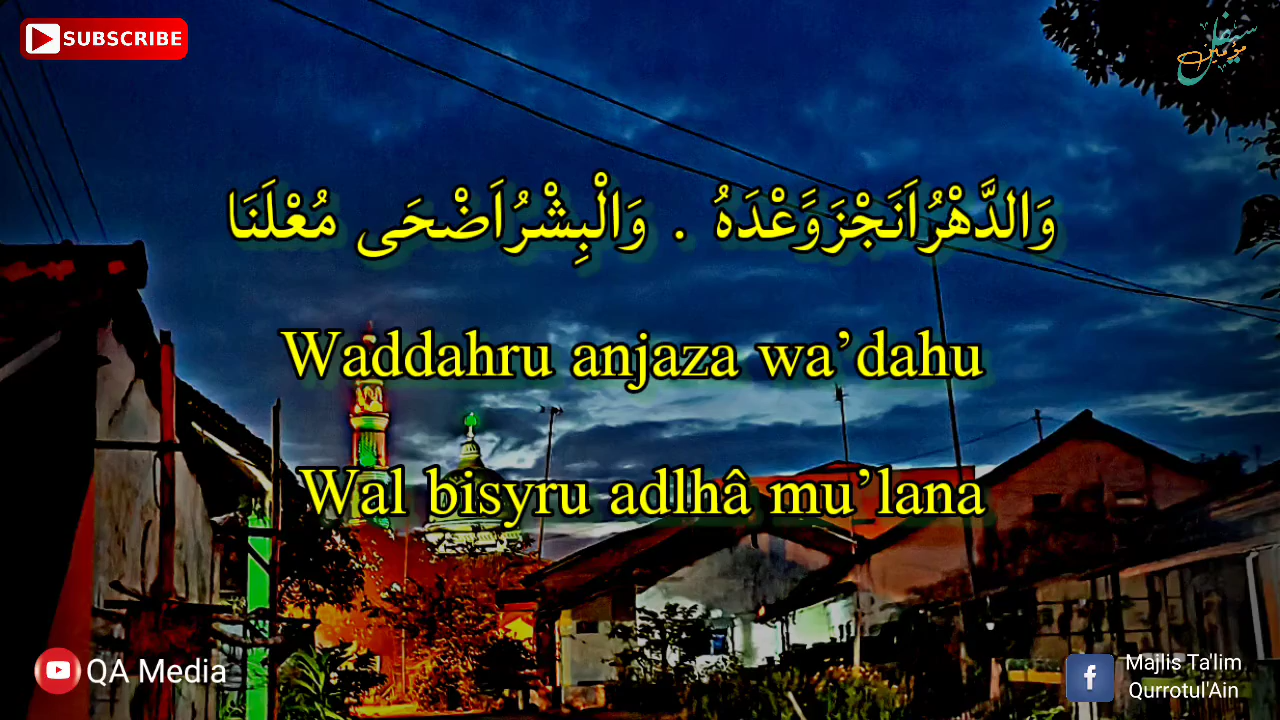 SUBSCRIBE
وَالدَّهْرُاَنَجْزَوَعْدَهُ . وَالْبِشْرُاَضْحَى مُعْلَنَا
Waddahru anjaza wa’dahu
Wal bisyru adlhâ mu’lana
QA Media
Majlis Ta'lim
Qurrotul'Ain